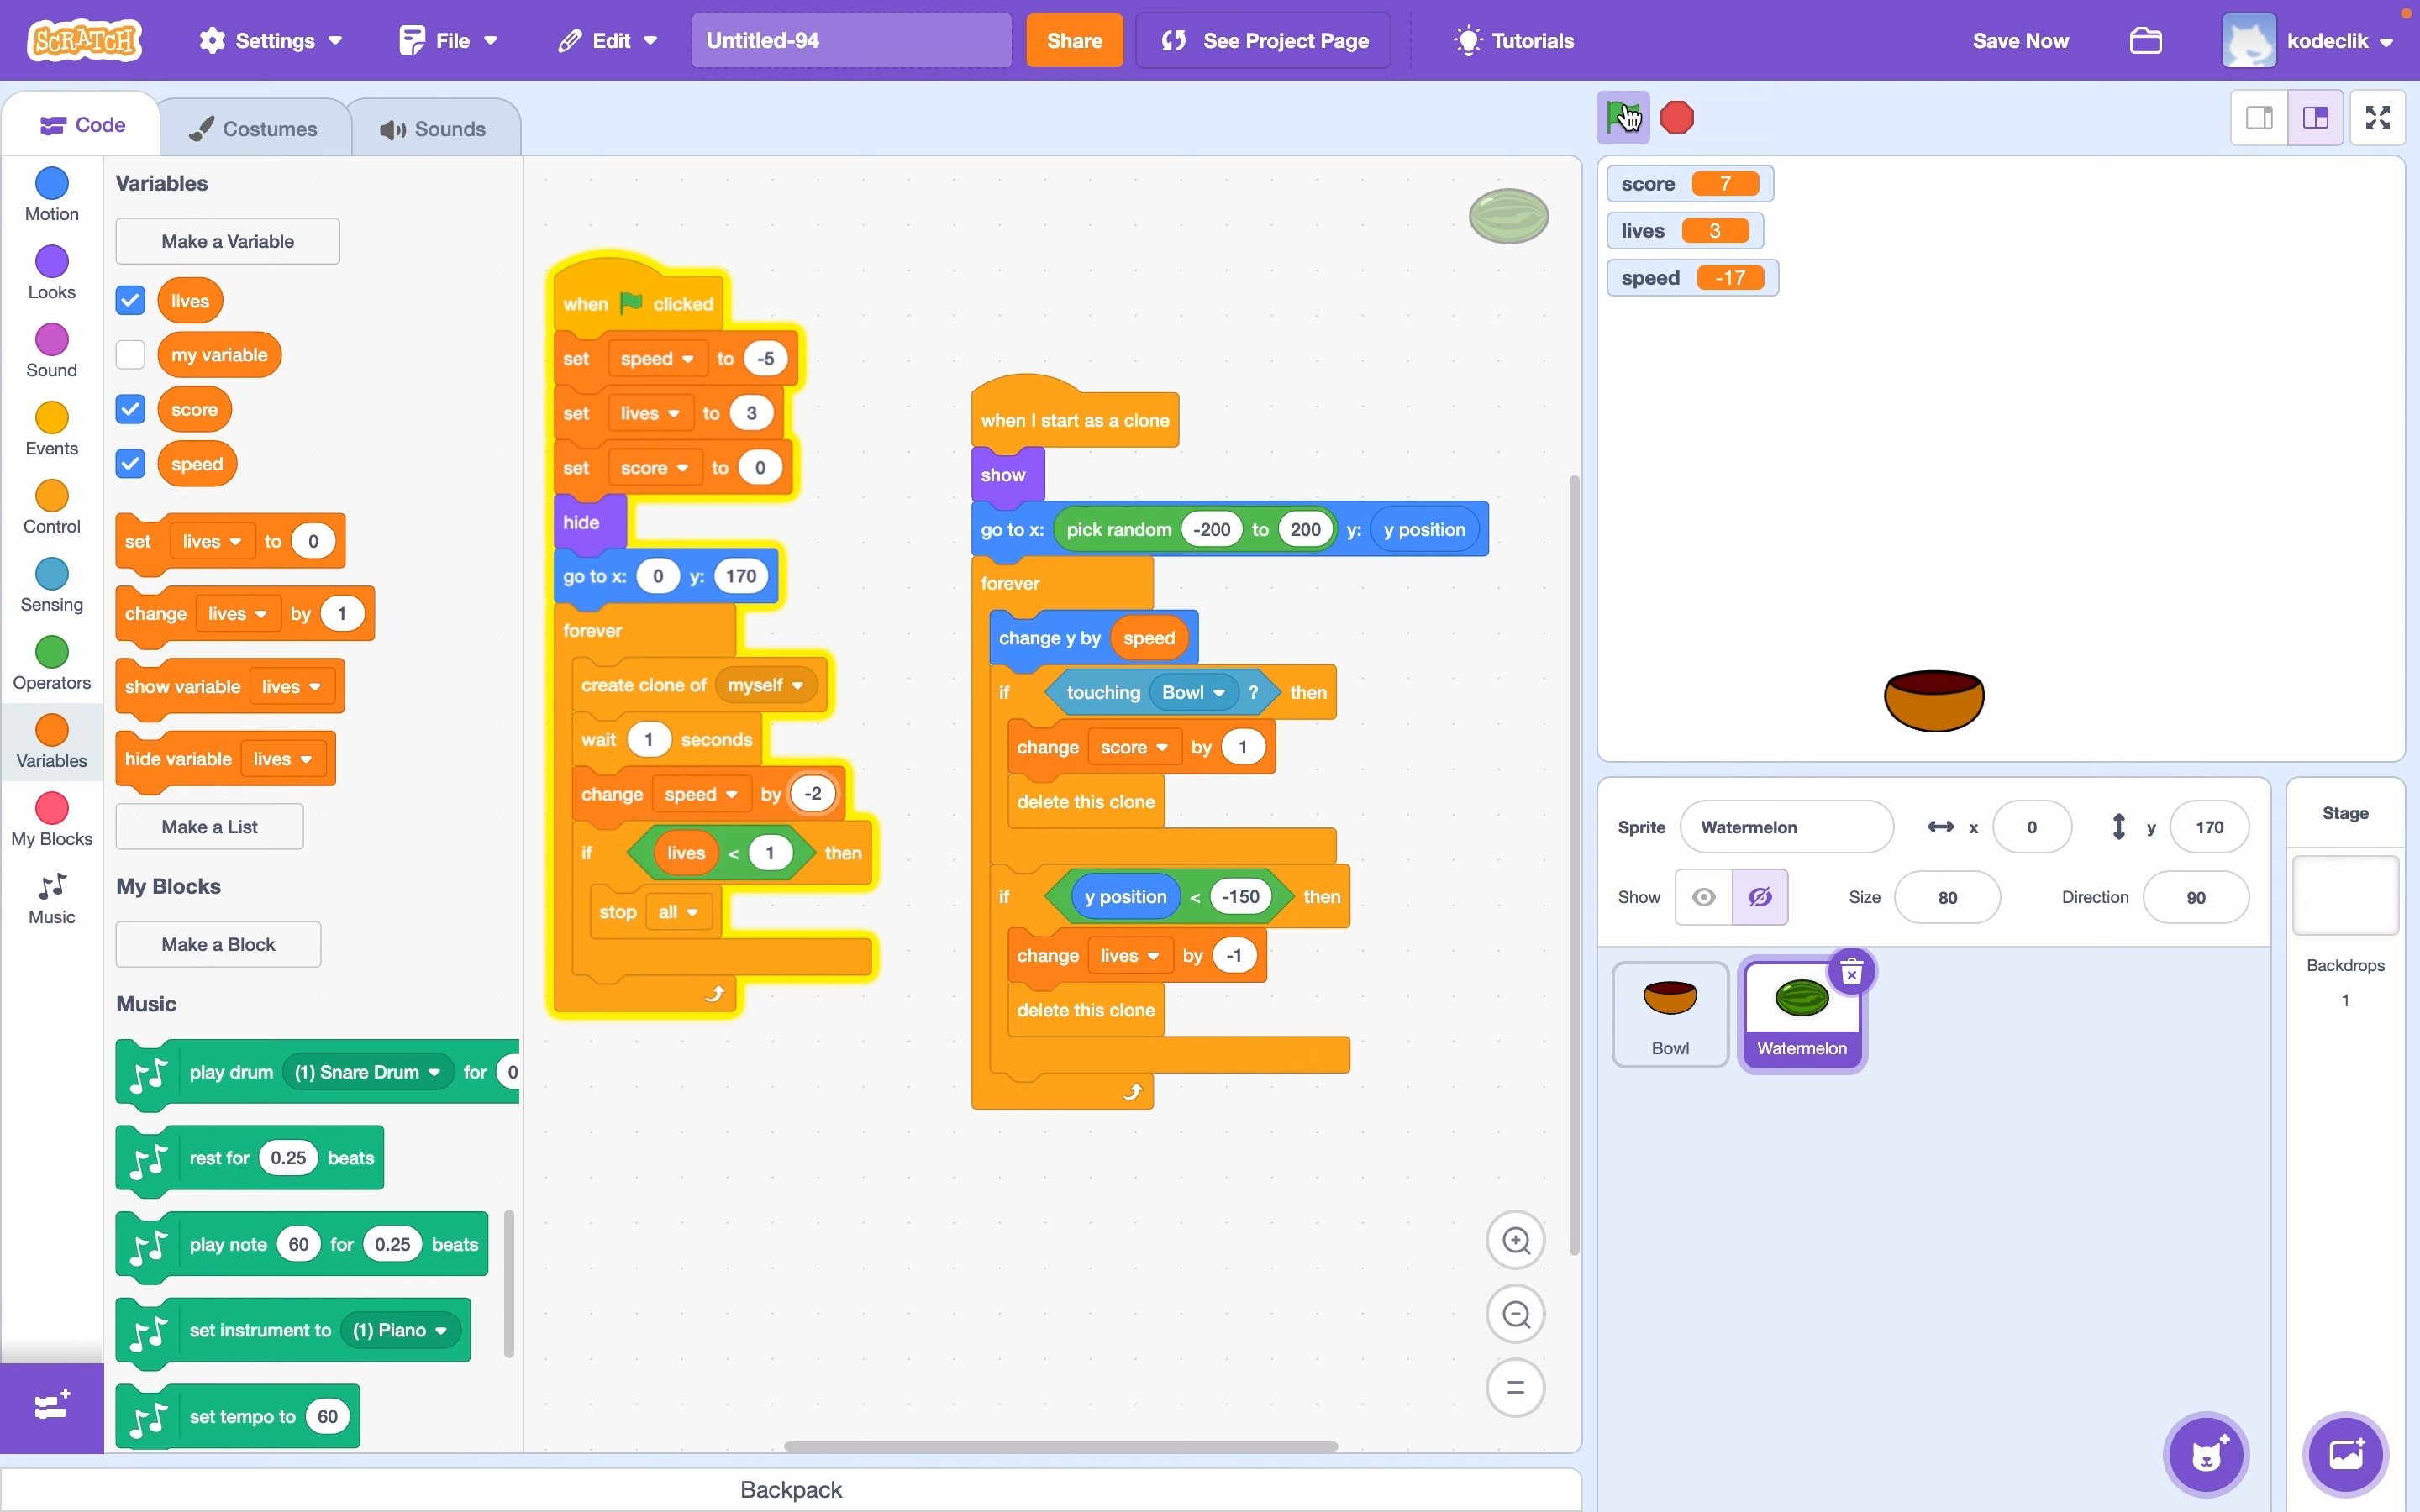 SCRATCH Settings File Edit Untitled-94 Share See Project Page Tutorials Save Now kodeclik
Code Costumes Sounds
Motion
Looks
Sound
Events
Control
Sensing
Operators
Variables
My Blocks
Music
Variables
Make a Variable
lives
my variable
score
speed
set lives to 0
change lives by 1
show variable lives
hide variable lives
Make a List
My Blocks
Make a Block
Music
play drum (1) Snare Drum for 0
rest for 0.25 beats
play note 60 for 0.25 beats
set instrument to (1) Piano
set tempo to 60
when clicked
set speed to -5
set lives to 3
set score to 0
hide
go to x: 0 y: 170
forever
create clone of myself
wait 1 seconds
change speed by -2
if lives < 1 then
stop all
when I start as a clone
show
go to x: pick random -200 to 200 y: y position
forever
change y by speed
if touching Bowl ? then
change score by 1
delete this clone
if y position < -150 then
change lives by -1
delete this clone
score 7
lives 3
speed -17
Sprite Watermelon x 0 y 170
Show Size 80 Direction 90
Bowl
Watermelon
Stage
Backdrops
1
Backpack